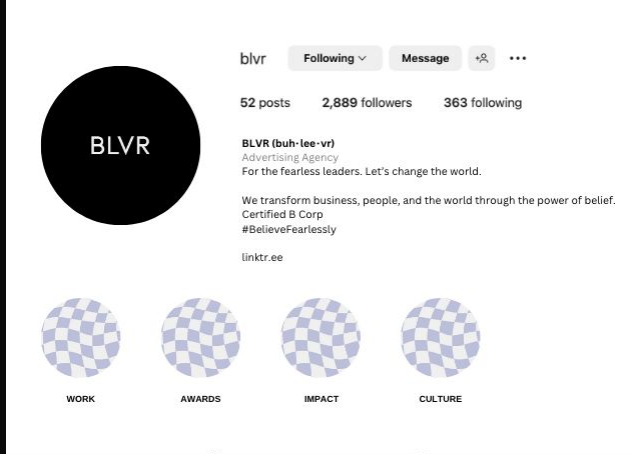 blvr Following Message
52 posts 2,889 followers 363 following
BLVR
BLVR (buh·lee·vr)
Advertising Agency
For the fearless leaders. Let's change the world.
We transform business, people, and the world through the power of belief.
Certified B Corp
#BelieveFearlessly
linktr.ee
WORK AWARDS IMPACT CULTURE